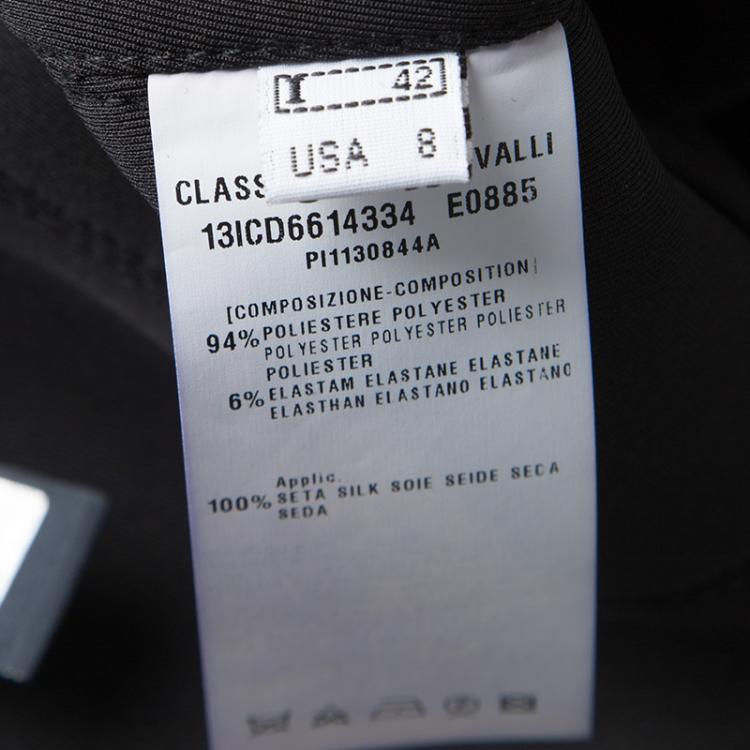 I 42
USA 8
CLASS VALLI
13ICD6614334 E0885
PI1130844A
[COMPOSIZIONE-COMPOSITION]
94% POLIESTERE POLYESTER
POLYESTER POLYESTER POLIESTER
POLIESTER
6% ELASTAM ELASTANE ELASTANE
ELASTHAN ELASTANO ELASTANO
Applic.
100% SETA SILK SOIE SEIDE SEDA
SEDA